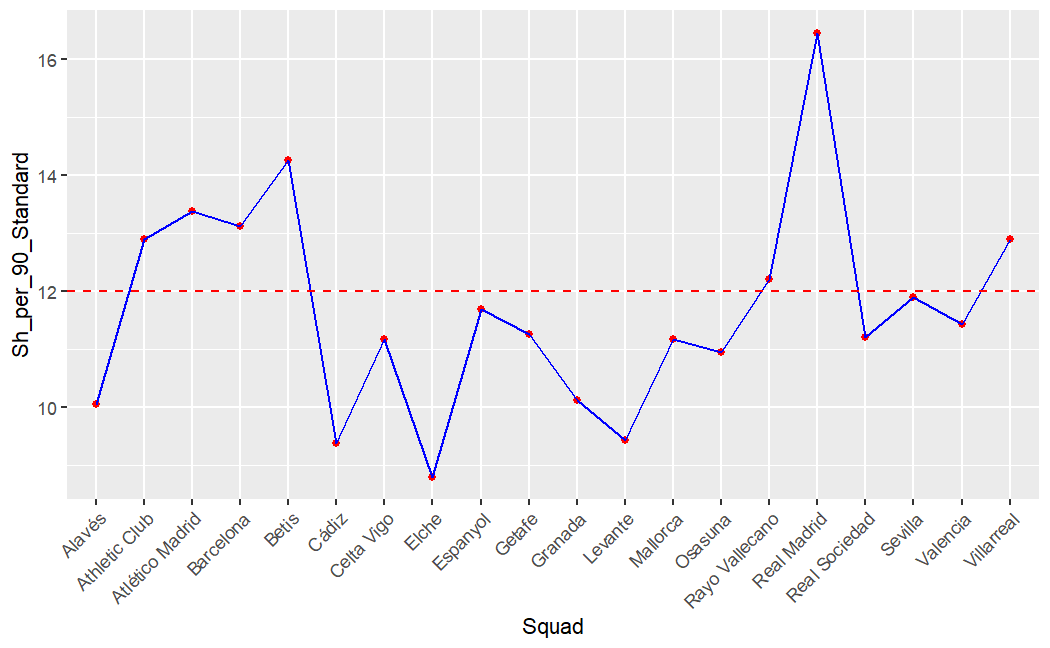 Sh_per_90_Standard
16
14
12
10
Alavés
Athletic Club
Atlético Madrid
Barcelona
Betis
Cádiz
Celta Vigo
Elche
Espanyol
Getafe
Granada
Levante
Mallorca
Osasuna
Rayo Vallecano
Real Madrid
Real Sociedad
Sevilla
Valencia
Villarreal
Squad